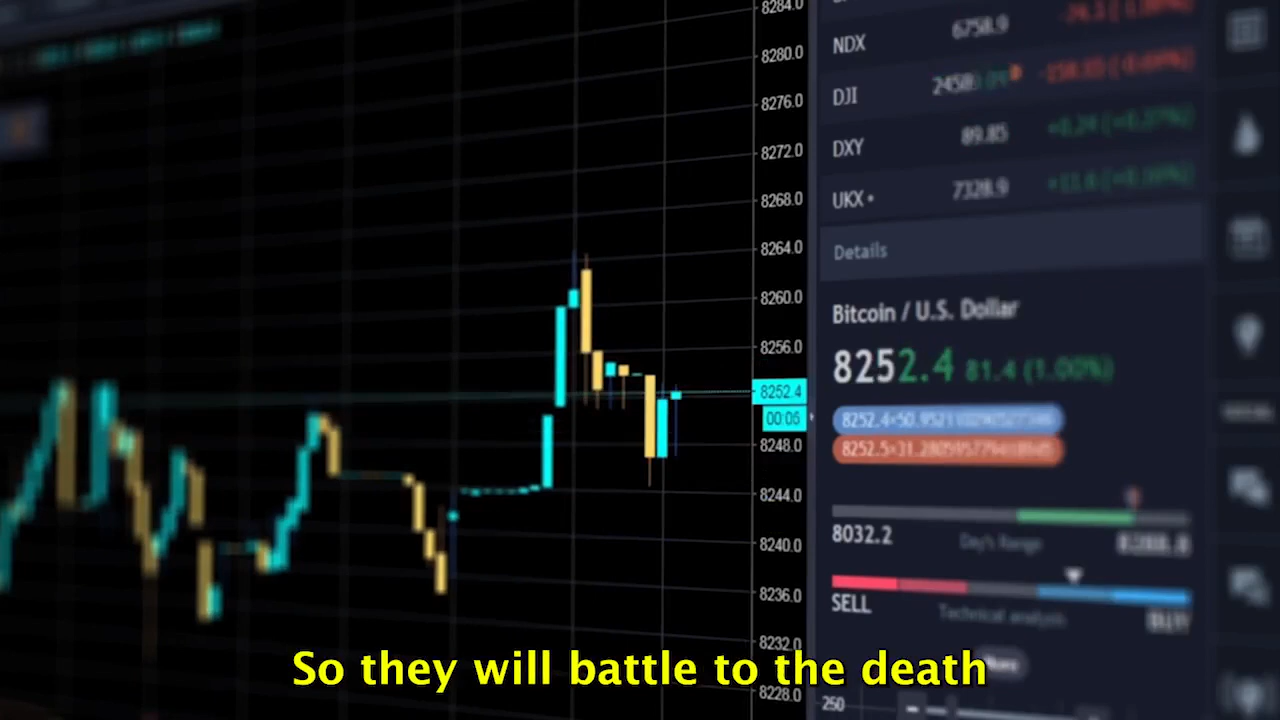 8284.0
8280.0
8276.0
8272.0
8268.0
8264.0
8260.0
8256.0
8252.4
00:06
8248.0
8244.0
8240.0
8236.0
8232.0
8228.0
NDX 6758.9
DJI
DXY 89.85
UKX 7328.9
Details
Bitcoin / U.S. Dollar
8252.4 81.4 (1.00%)
8032.2
Day's Range
SELL Technical analysis BUY
250
So they will battle to the death